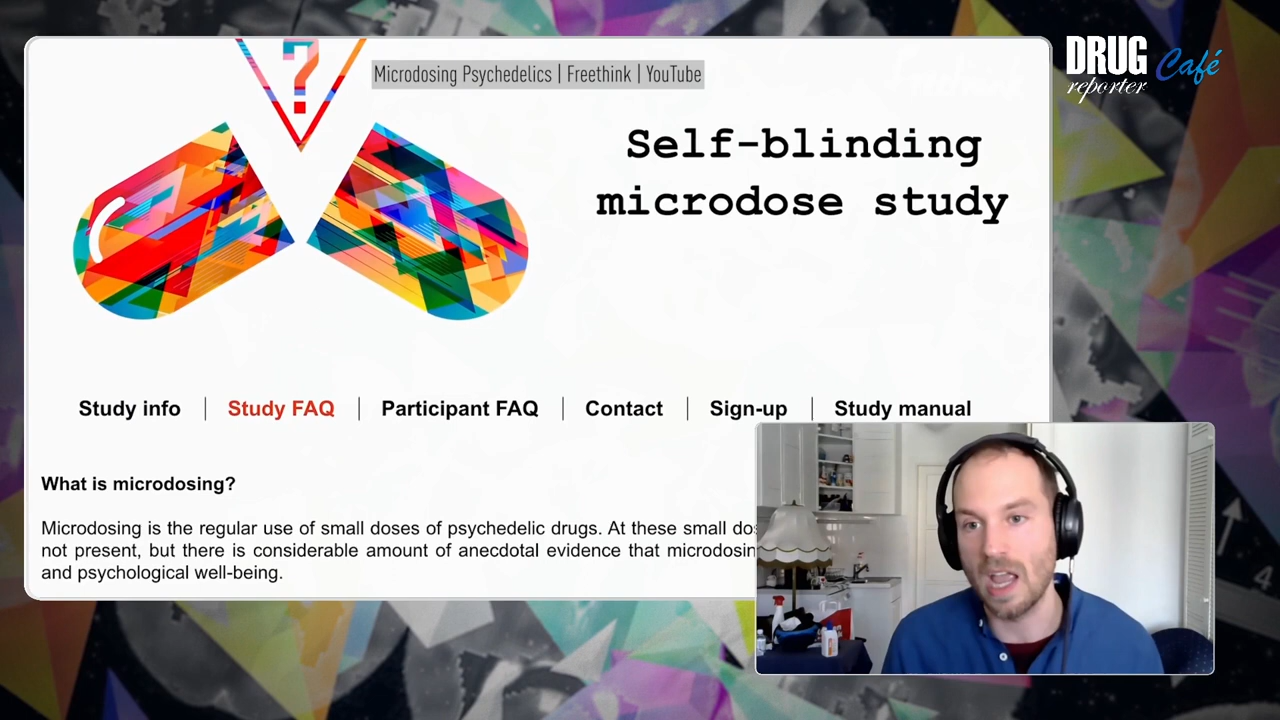 ?
Microdosing Psychedelics | Freethink | YouTube
DRUG
reporter Café
Self-blinding
microdose study
Study info | Study FAQ | Participant FAQ | Contact | Sign-up | Study manual
What is microdosing?
Microdosing is the regular use of small doses of psychedelic drugs. At these small
not present, but there is considerable amount of anecdotal evidence that
and psychological well-being.
4